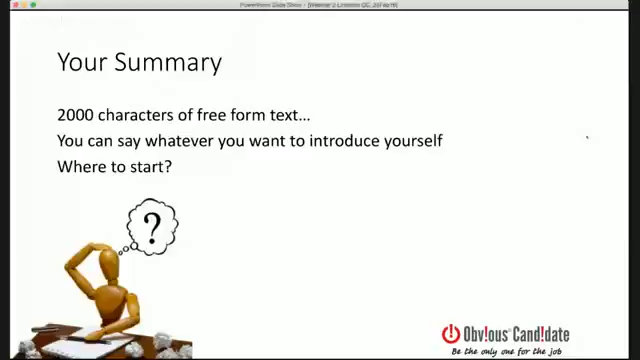 Your Summary
2000 characters of free form text...
You can say whatever you want to introduce yourself
Where to start?
?
Obv!ous® Cand!date
Be the only one for the job